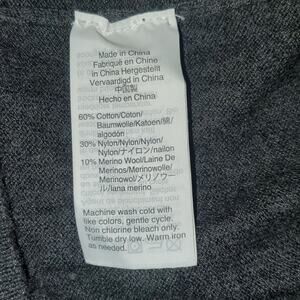 Made in China
Fabriqué en Chine
in China Hergestellt
Vervaardigd in China
中国製
Hecho en China
60% Cotton/Coton/
Baumwolle/Katoen/綿/
algodón
30% Nylon/Nylon/Nylon/
Nylon/ナイロン/nailon
10% Merino Wool/Laine De
Merinos/Merinowolle/
Merinowol/メリノウー
ル/lana merino
Machine wash cold with
like colors, gentle cycle.
Non chlorine bleach only.
Tumble dry low. Warm iron
as needed.